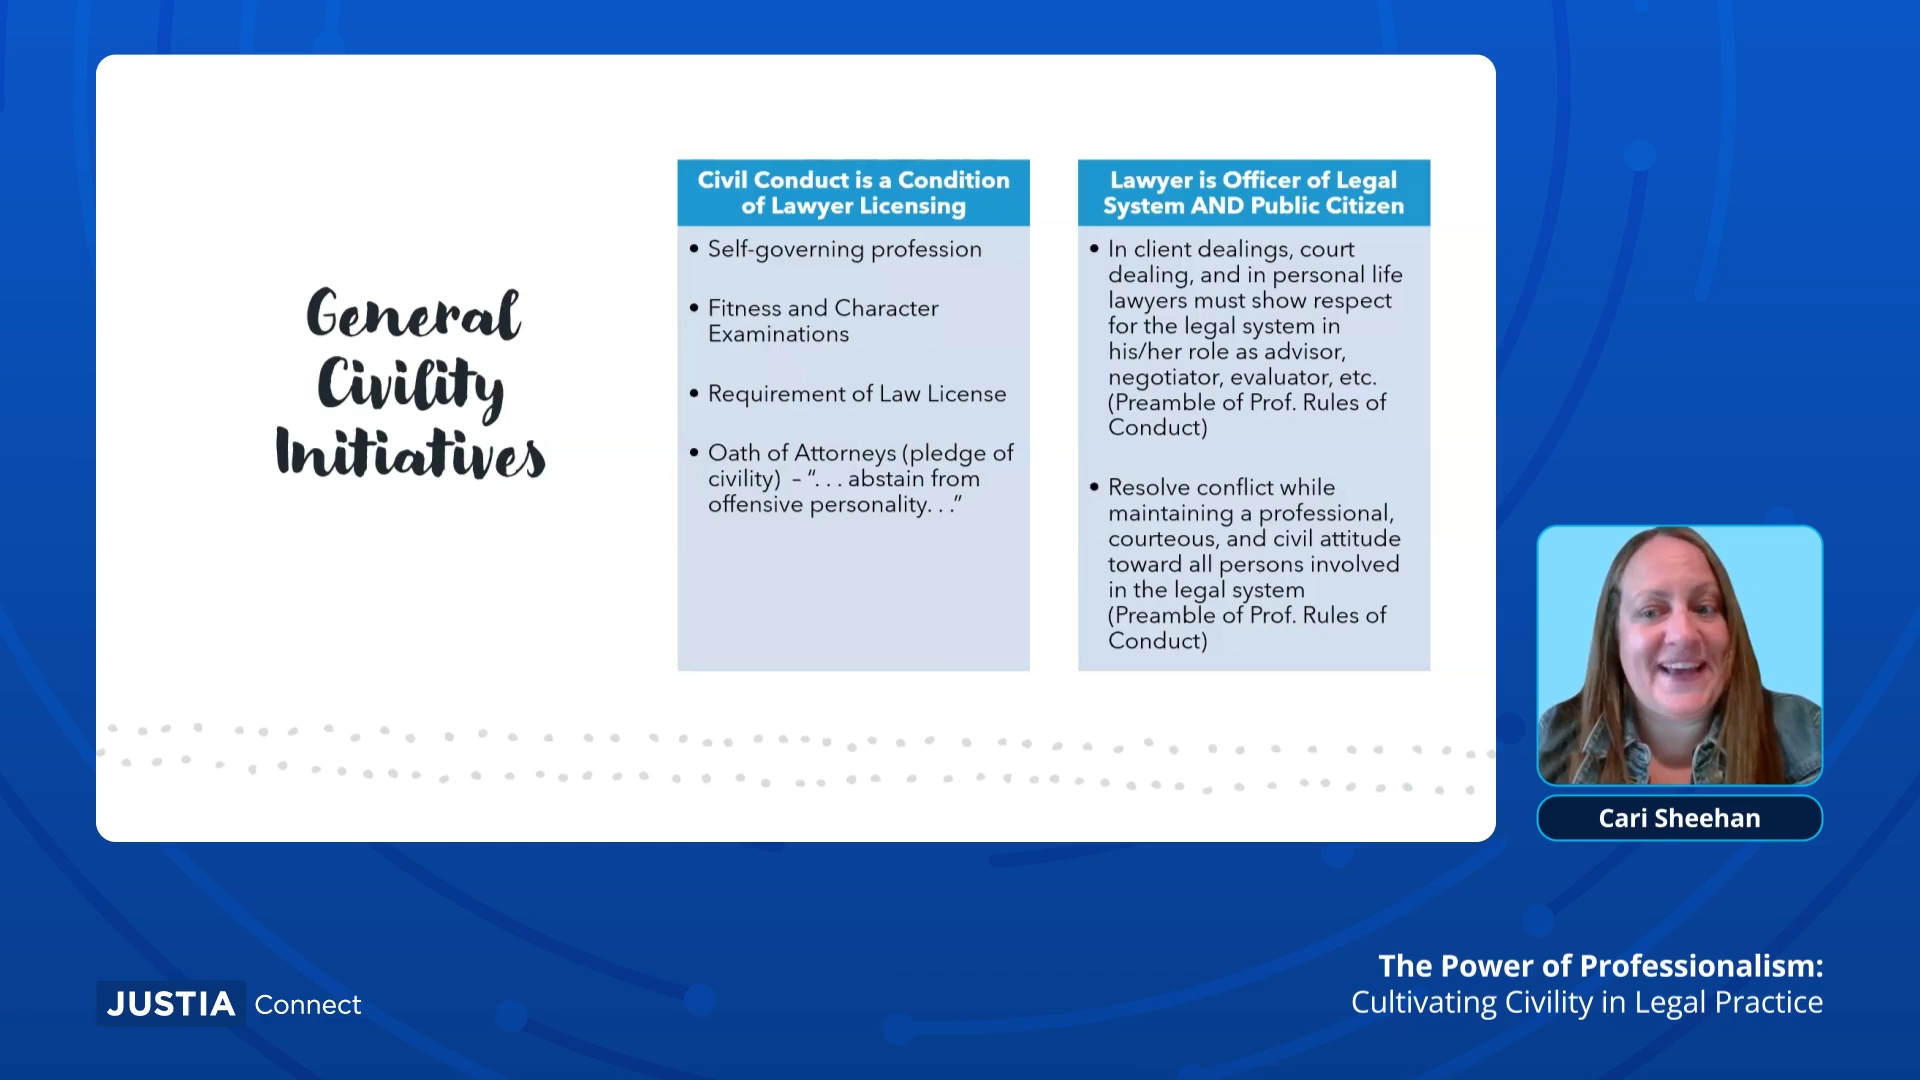 General
Civility
Initiatives
Civil Conduct is a Condition
of Lawyer Licensing
• Self-governing profession
• Fitness and Character
Examinations
• Requirement of Law License
• Oath of Attorneys (pledge of
civility) – “. . . abstain from
offensive personality. . .”
Lawyer is Officer of Legal
System AND Public Citizen
• In client dealings, court
dealing, and in personal life
lawyers must show respect
for the legal system in
his/her role as advisor,
negotiator, evaluator, etc.
(Preamble of Prof. Rules of
Conduct)
• Resolve conflict while
maintaining a professional,
courteous, and civil attitude
toward all persons involved
in the legal system
(Preamble of Prof. Rules of
Conduct)
Cari Sheehan
JUSTIA Connect
The Power of Professionalism:
Cultivating Civility in Legal Practice